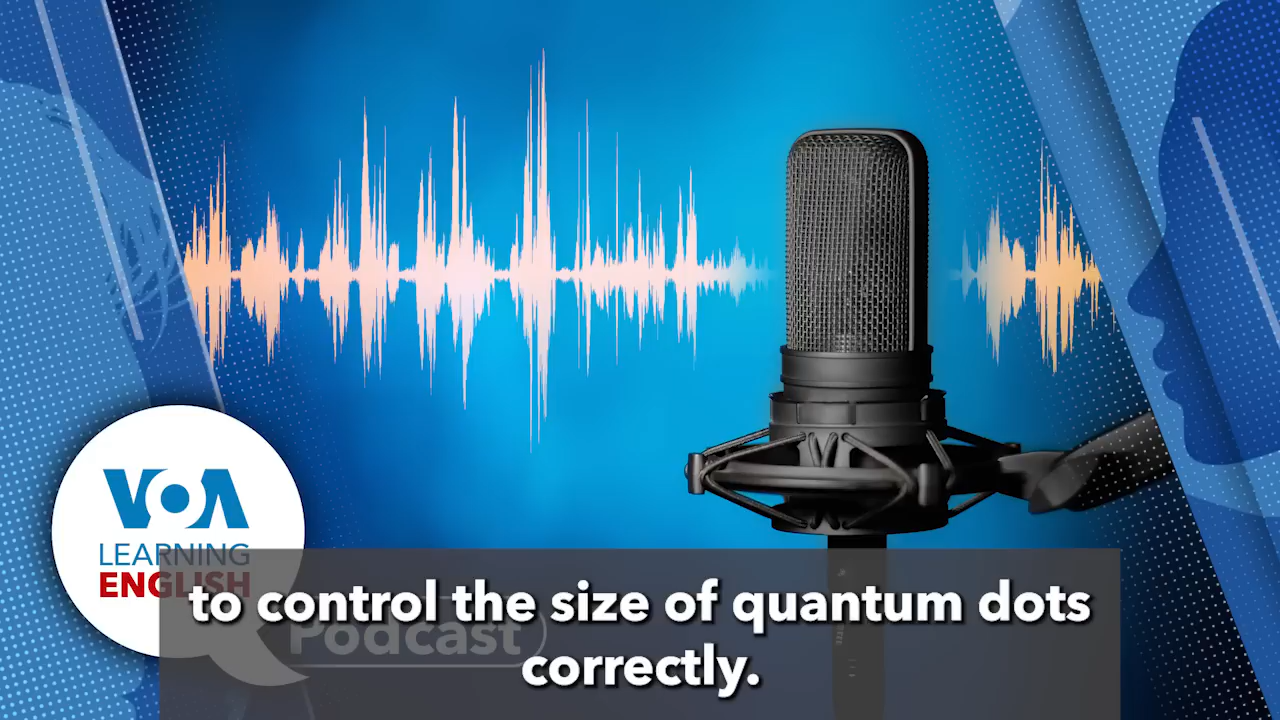 VOA
LEARNING
ENGLISH
Podcast
to control the size of quantum dots
correctly.